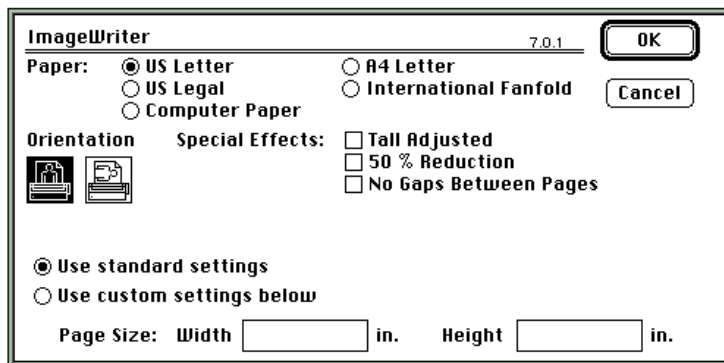 ImageWriter 7.0.1 OK
Paper: US Letter A4 Letter
US Legal International Fanfold Cancel
Computer Paper
Orientation Special Effects: Tall Adjusted
50 % Reduction
No Gaps Between Pages
Use standard settings
Use custom settings below
Page Size: Width in. Height in.